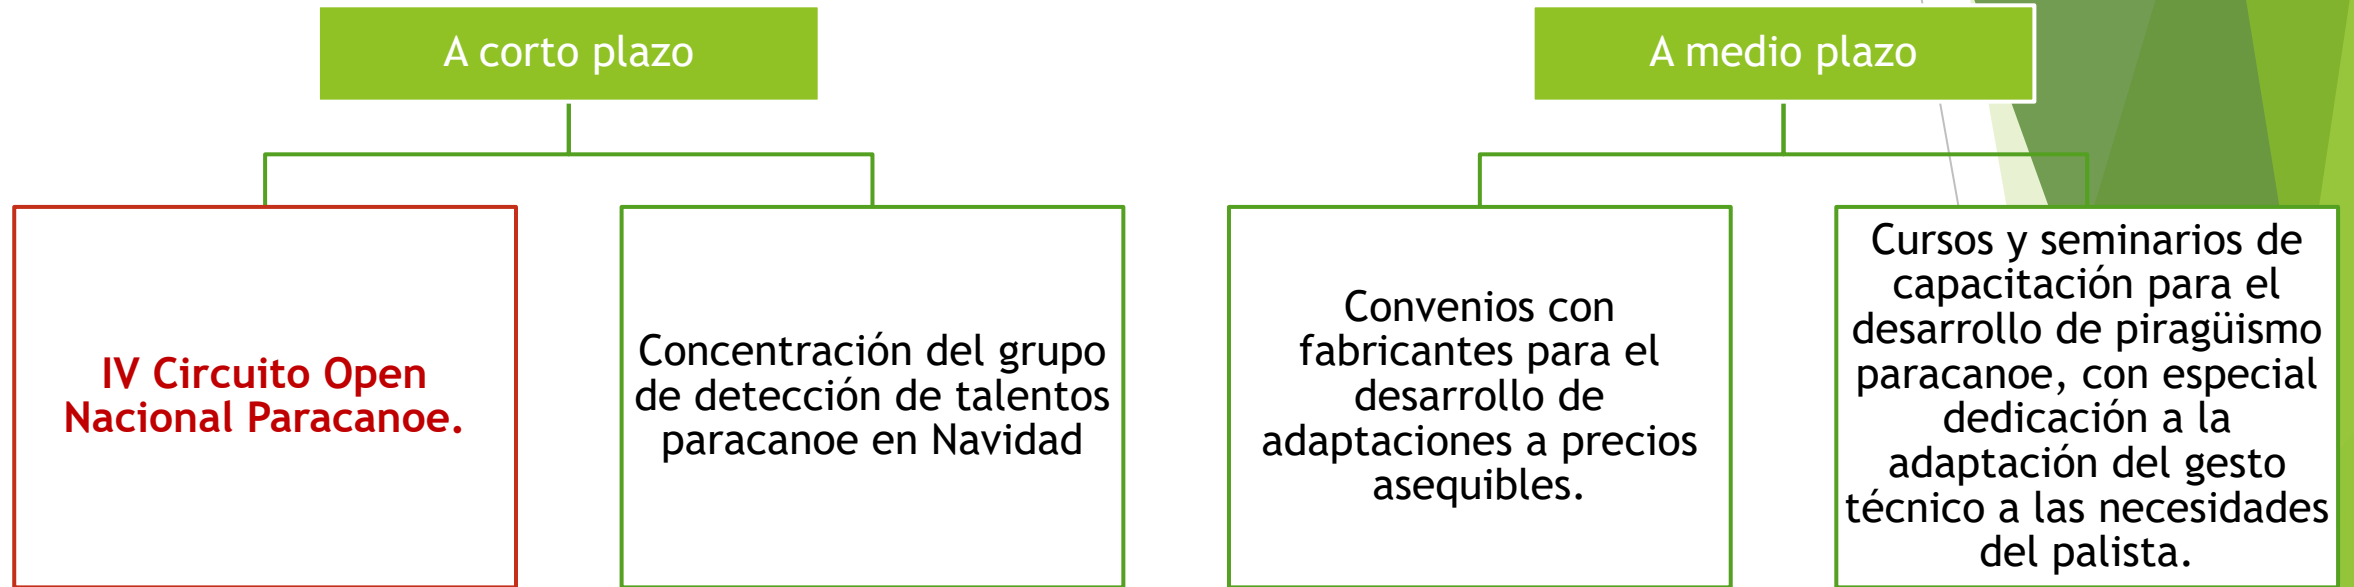 A corto plazo
A medio plazo
IV Circuito Open
Nacional Paracanoe.
Concentración del grupo
de detección de talentos
paracanoe en Navidad
Convenios con
fabricantes para el
desarrollo de
adaptaciones a precios
asequibles.
Cursos y seminarios de
capacitación para el
desarrollo de piragüismo
paracanoe, con especial
dedicación a la
adaptación del gesto
técnico a las necesidades
del palista.